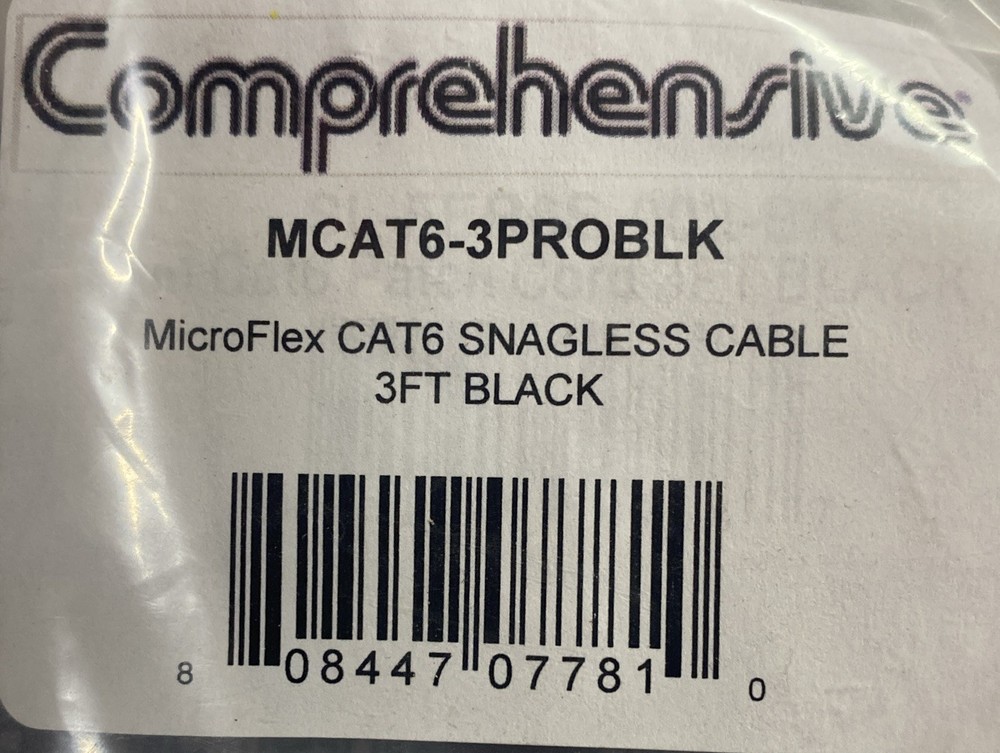 Comprehensive
MCAT6-3PROBLK
MicroFlex CAT6 SNAGLESS CABLE
3FT BLACK
8 08447 07781 0